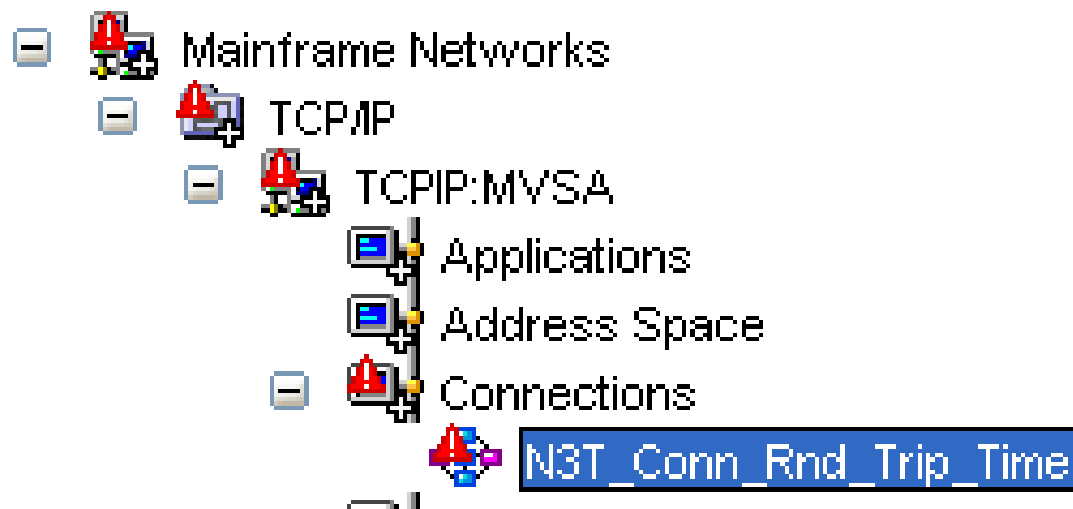 Mainframe Networks
TCP/IP
TCPIP:MVSA
Applications
Address Space
Connections
N3T_Conn_Rnd_Trip_Time